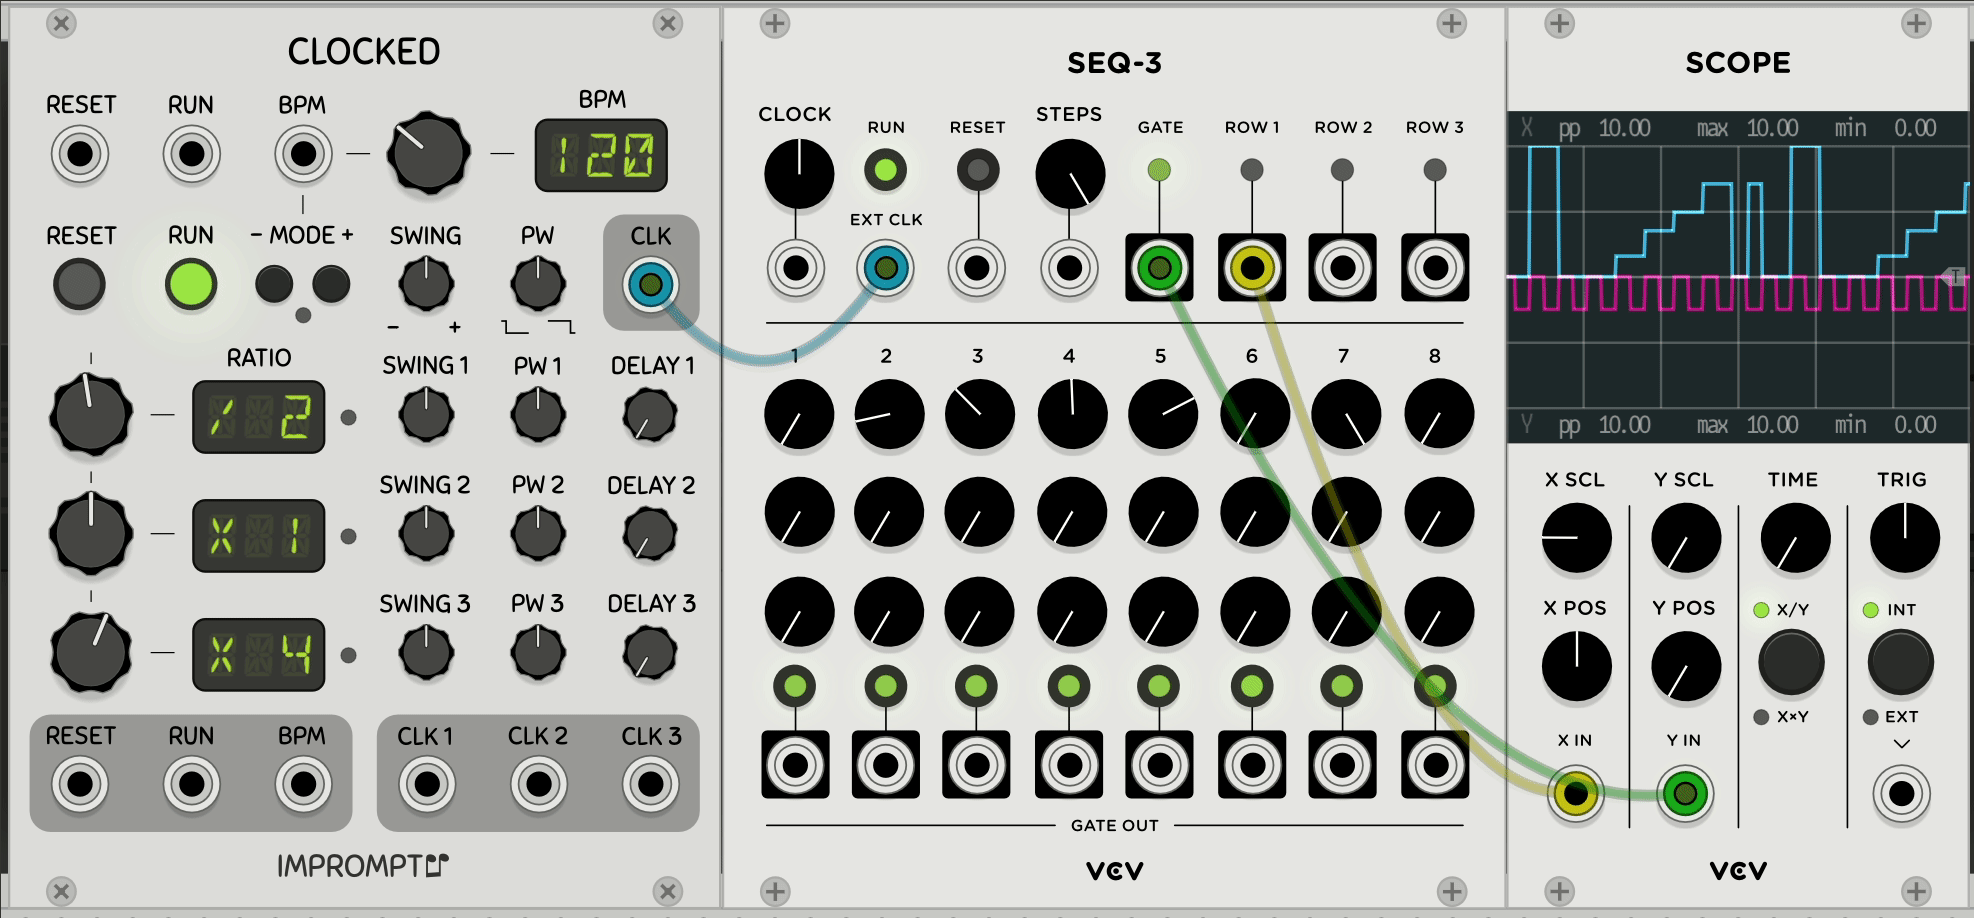 CLOCKED
RESET RUN BPM BPM
120
RESET RUN - MODE + SWING PW CLK
- +
RATIO SWING 1 PW 1 DELAY 1
/ 2
SWING 2 PW 2 DELAY 2
X 1
SWING 3 PW 3 DELAY 3
X 4
RESET RUN BPM CLK 1 CLK 2 CLK 3
IMPROMPTU
SEQ-3
CLOCK RUN RESET STEPS GATE ROW 1 ROW 2 ROW 3
EXT CLK
1 2 3 4 5 6 7 8
GATE OUT
VCV
SCOPE
X pp 10.00 max 10.00 min 0.00
T
Y pp 10.00 max 10.00 min 0.00
X SCL Y SCL TIME TRIG
X POS Y POS X/Y INT
X×Y EXT
X IN Y IN
VCV